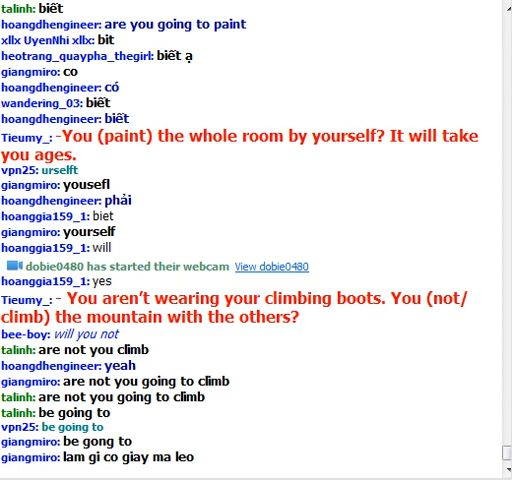 talinh: biết
hoangdhengineer: are you going to paint
xllx UyenNhi xllx: bit
heotrang_quaypha_thegirl: biết ạ
giangmiro: co
hoangdhengineer: có
wandering_03: biết
hoangdhengineer: biết
Tieumy_: -You (paint) the whole room by yourself? It will take
you ages.
vpn25: urselft
giangmiro: yousefl
hoangdhengineer: phải
hoanggia159_1: biet
giangmiro: yourself
hoanggia159_1: will
dobie0480 has started their webcam View dobie0480
hoanggia159_1: yes
Tieumy_: - You aren't wearing your climbing boots. You (not/
climb) the mountain with the others?
bee-boy: will you not
talinh: are not you climb
hoangdhengineer: yeah
giangmiro: are not you going to climb
talinh: are not you going to climb
talinh: be going to
vpn25: be going to
giangmiro: be gong to
giangmiro: lam gi co giay ma leo